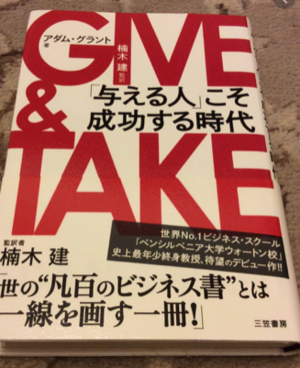 GIVE
アダム・グラント
著
楠木 建 監訳
&
「与える人」こそ
成功する時代
TAKE
世界No.1ビジネス・スクール
「ペンシルベニア大学ウォートン校」
史上最年少終身教授、待望のデビュー作!!
監訳者
楠木 建
「世の“凡百のビジネス書”とは
一線を画す一冊!」
三笠書房